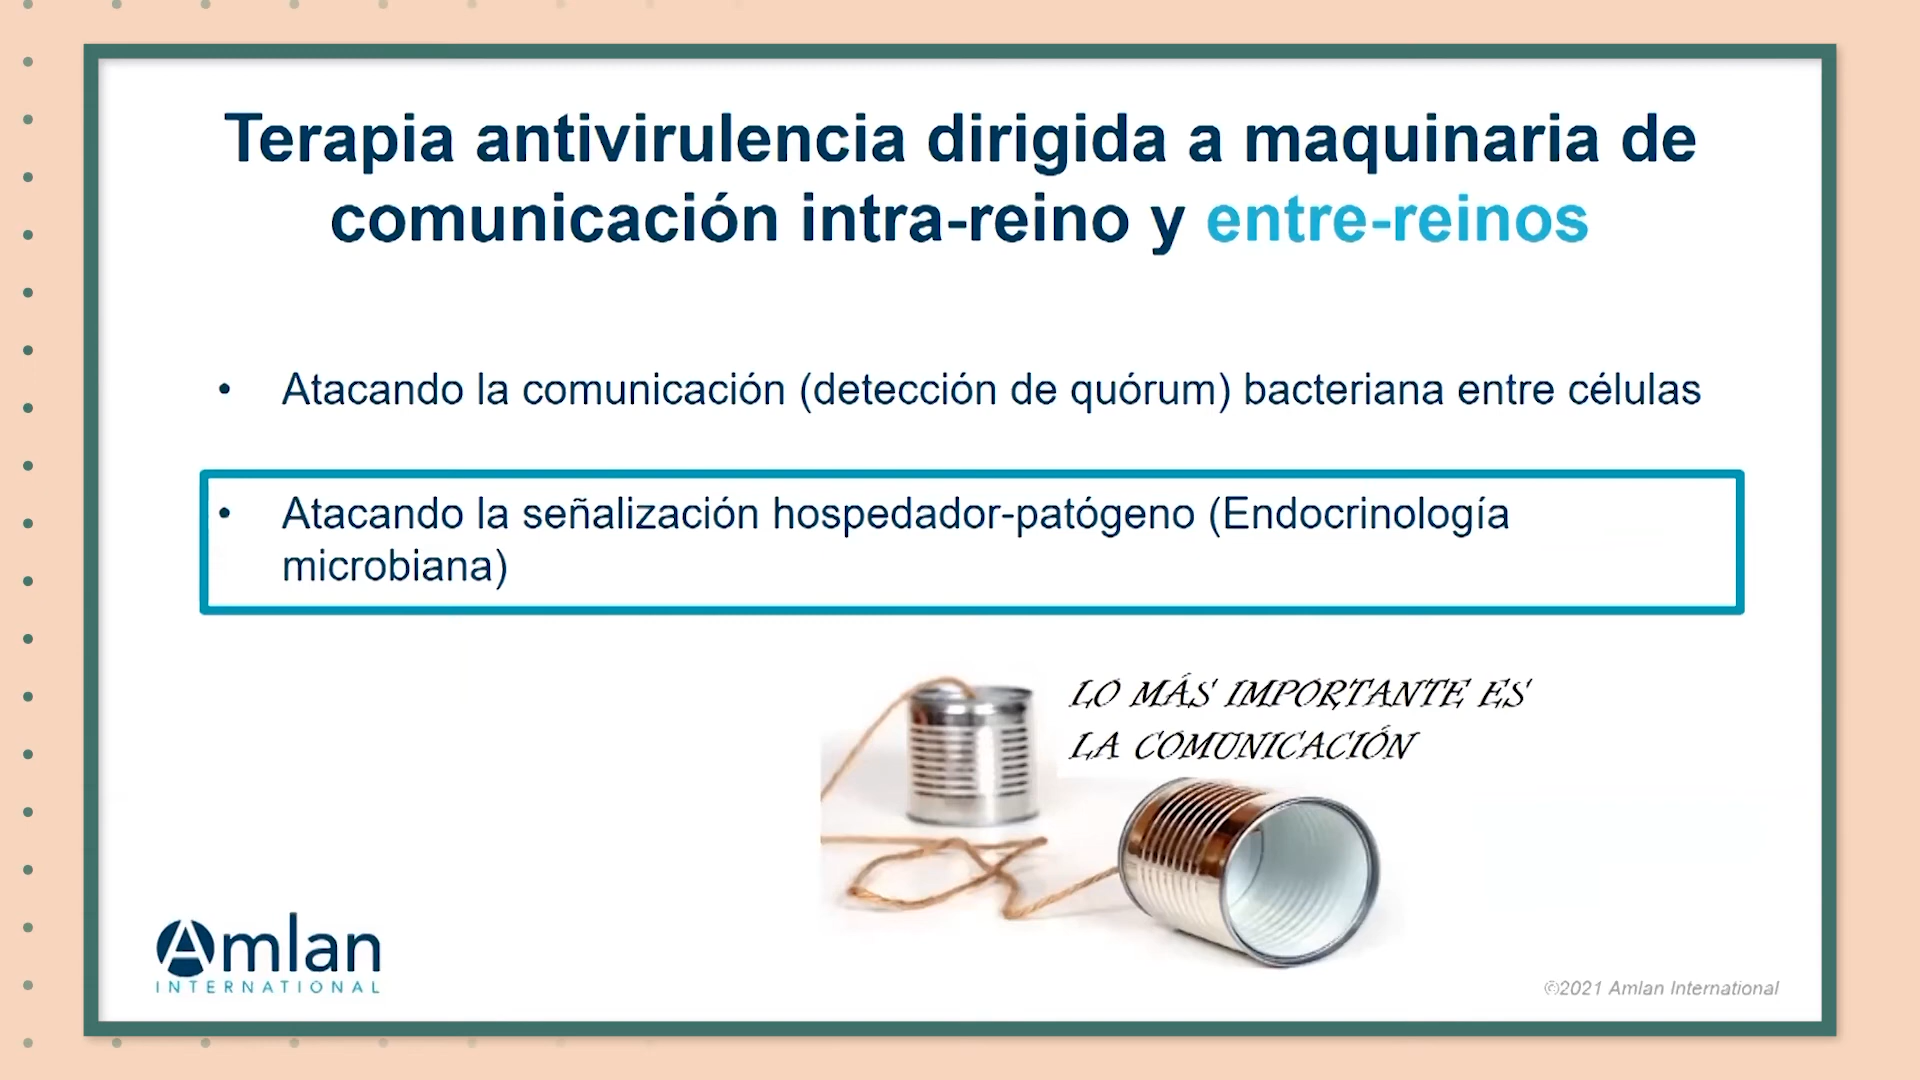 Terapia antivirulencia dirigida a maquinaria de
comunicación intra-reino y entre-reinos
• Atacando la comunicación (detección de quórum) bacteriana entre células
• Atacando la señalización hospedador-patógeno (Endocrinología
microbiana)
LO MÁS IMPORTANTE ES
LA COMUNICACIÓN
Amlan
INTERNATIONAL
©2021 Amlan International